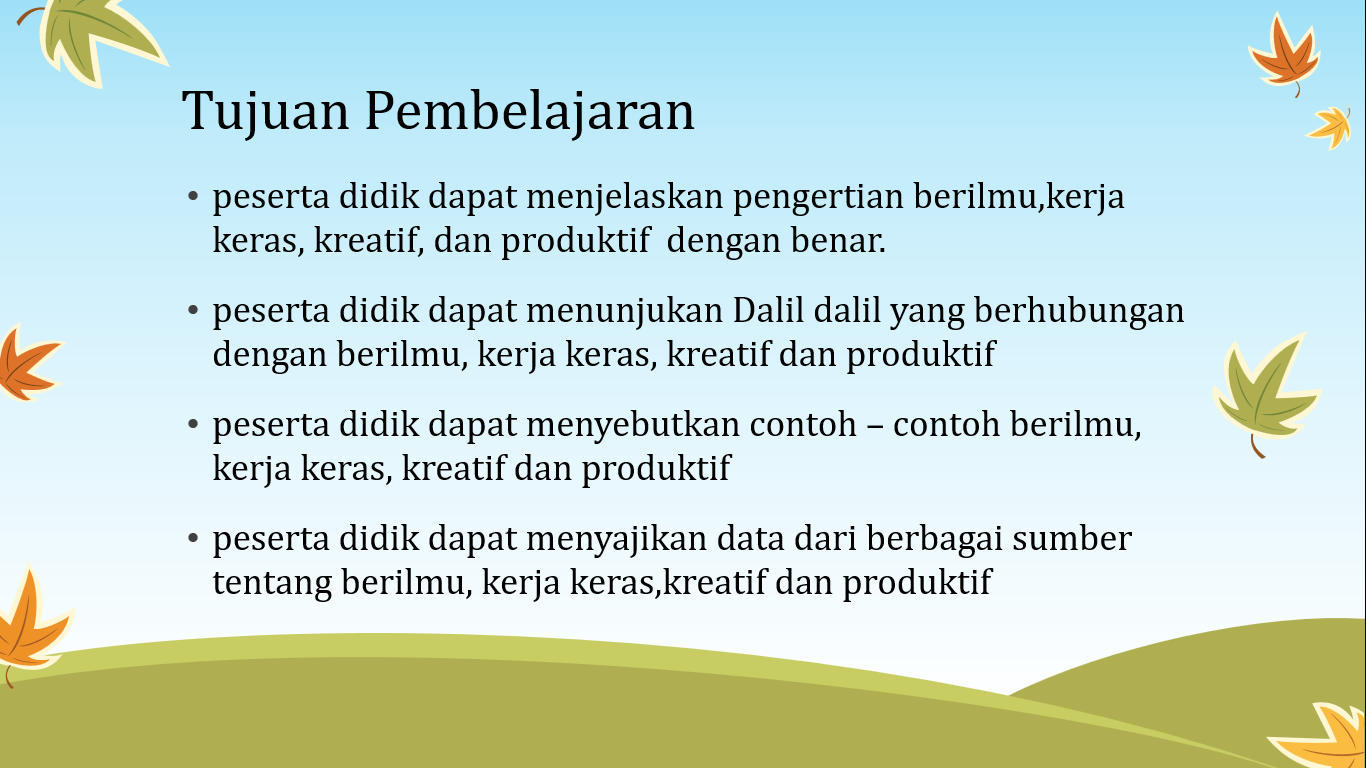 Tujuan Pembelajaran
• peserta didik dapat menjelaskan pengertian berilmu,kerja
keras, kreatif, dan produktif  dengan benar.
• peserta didik dapat menunjukan Dalil dalil yang berhubungan
dengan berilmu, kerja keras, kreatif dan produktif
• peserta didik dapat menyebutkan contoh – contoh berilmu,
kerja keras, kreatif dan produktif
• peserta didik dapat menyajikan data dari berbagai sumber
tentang berilmu, kerja keras,kreatif dan produktif